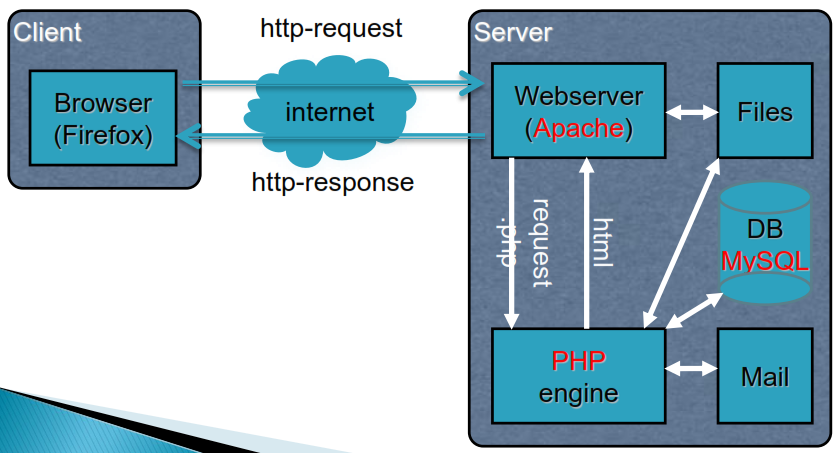 Client
http-request
Server
Browser
(Firefox)
internet
Webserver
(Apache)
Files
http-response
request
.php
html
DB
MySQL
PHP
engine
Mail